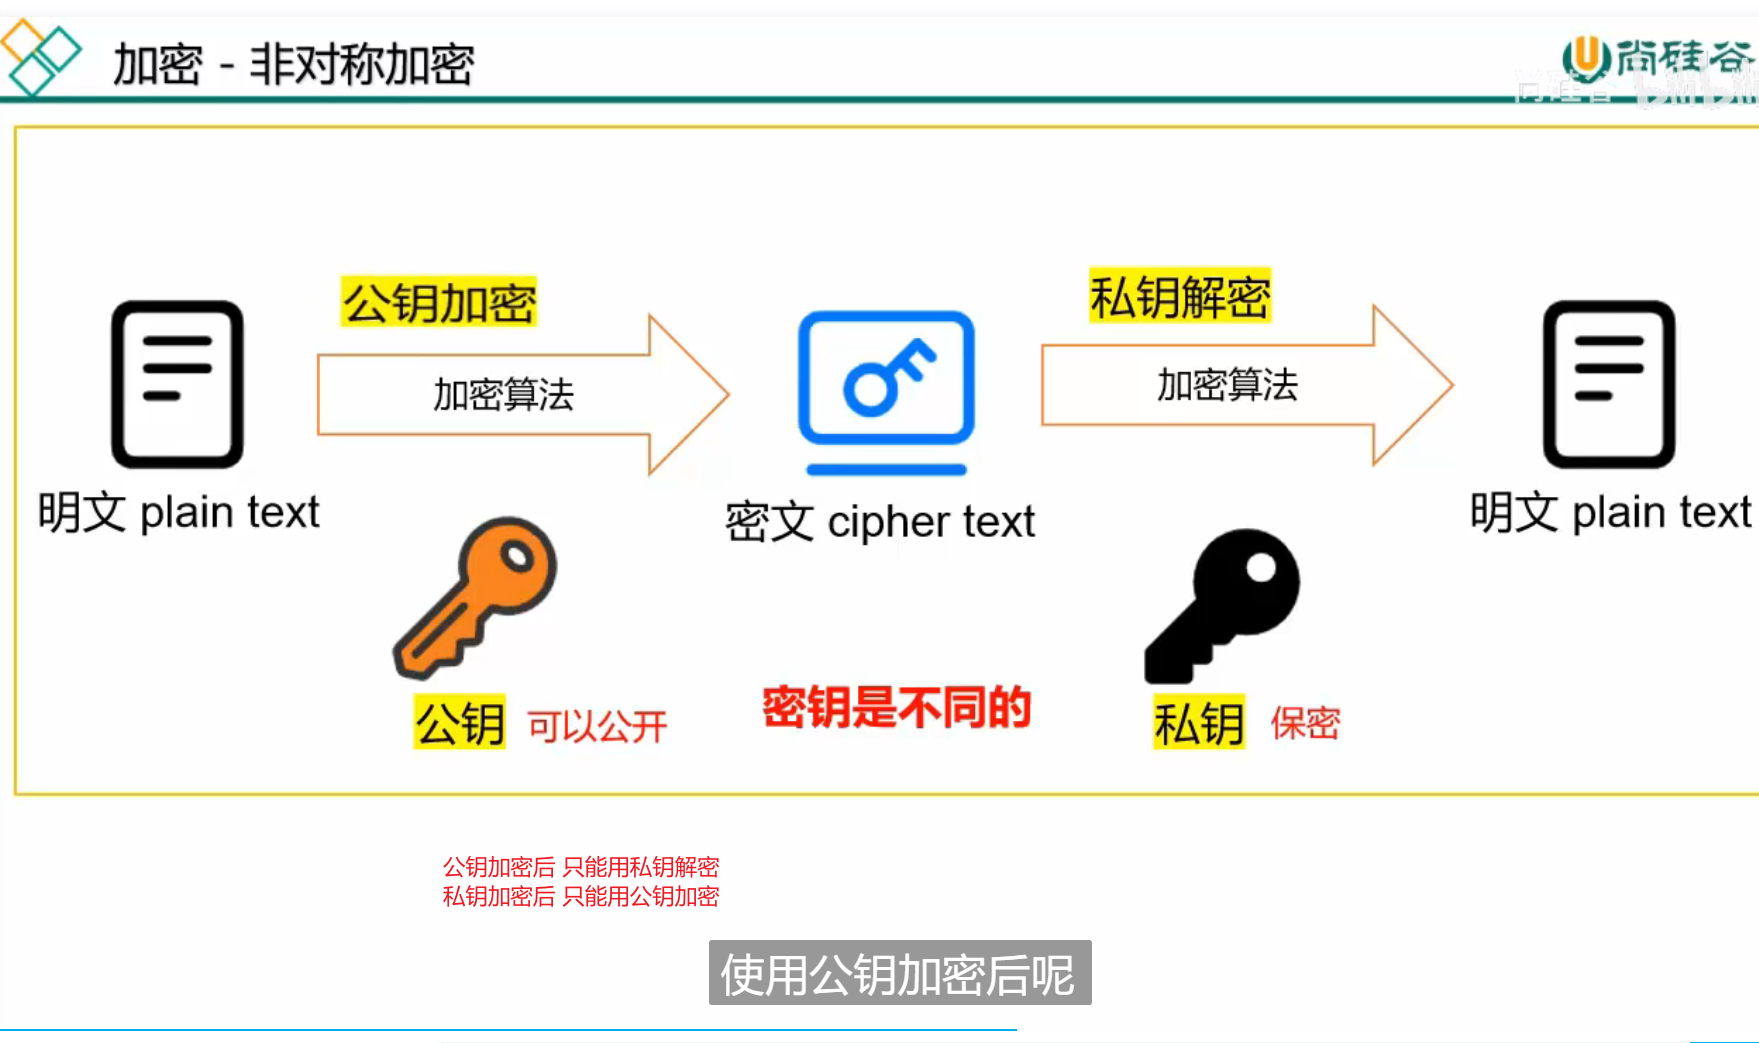 加密 - 非对称加密
尚硅谷
尚硅谷 bilibili
公钥加密
私钥解密
加密算法
加密算法
明文 plain text
密文 cipher text
明文 plain text
公钥 可以公开
密钥是不同的
私钥 保密
公钥加密后 只能用私钥解密
私钥加密后 只能用公钥加密
使用公钥加密后呢